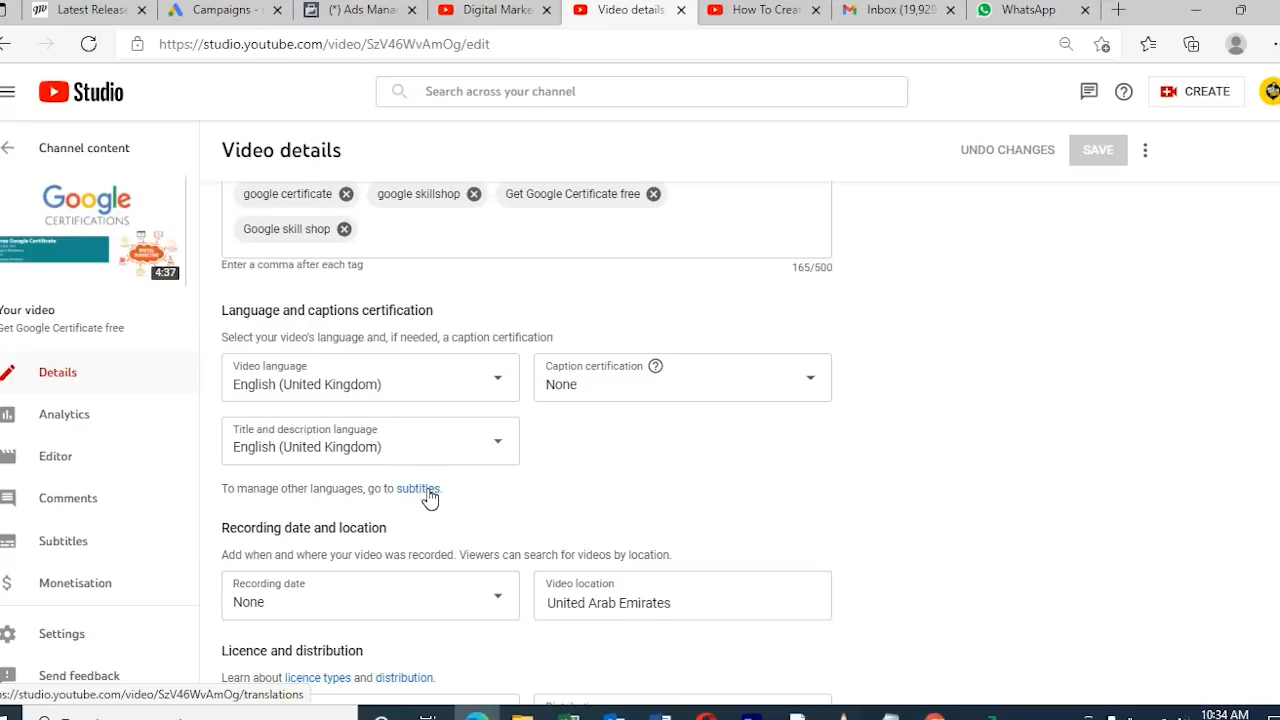 Latest Release
Campaigns -
(*) Ads Mana
Digital Marke
Video details
How To Crea
Inbox (19,929
WhatsApp
https://studio.youtube.com/video/SzV46WvAmOg/edit
Studio
Search across your channel
CREATE
Channel content
Video details
UNDO CHANGES
SAVE
google certificate
google skillshop
Get Google Certificate free
Google skill shop
Enter a comma after each tag
165/500
Google
CERTIFICATIONS
ree Google Certificate
4:37
Your video
Get Google Certificate free
Details
Analytics
Editor
Comments
Subtitles
Monetisation
Settings
Send feedback
Language and captions certification
Select your video's language and, if needed, a caption certification
Video language
English (United Kingdom)
Caption certification
None
Title and description language
English (United Kingdom)
To manage other languages, go to subtitles.
Recording date and location
Add when and where your video was recorded. Viewers can search for videos by location.
Recording date
None
Video location
United Arab Emirates
Licence and distribution
Learn about licence types and distribution.
s://studio.youtube.com/video/SzV46WvAmOg/translations
10:34 AM